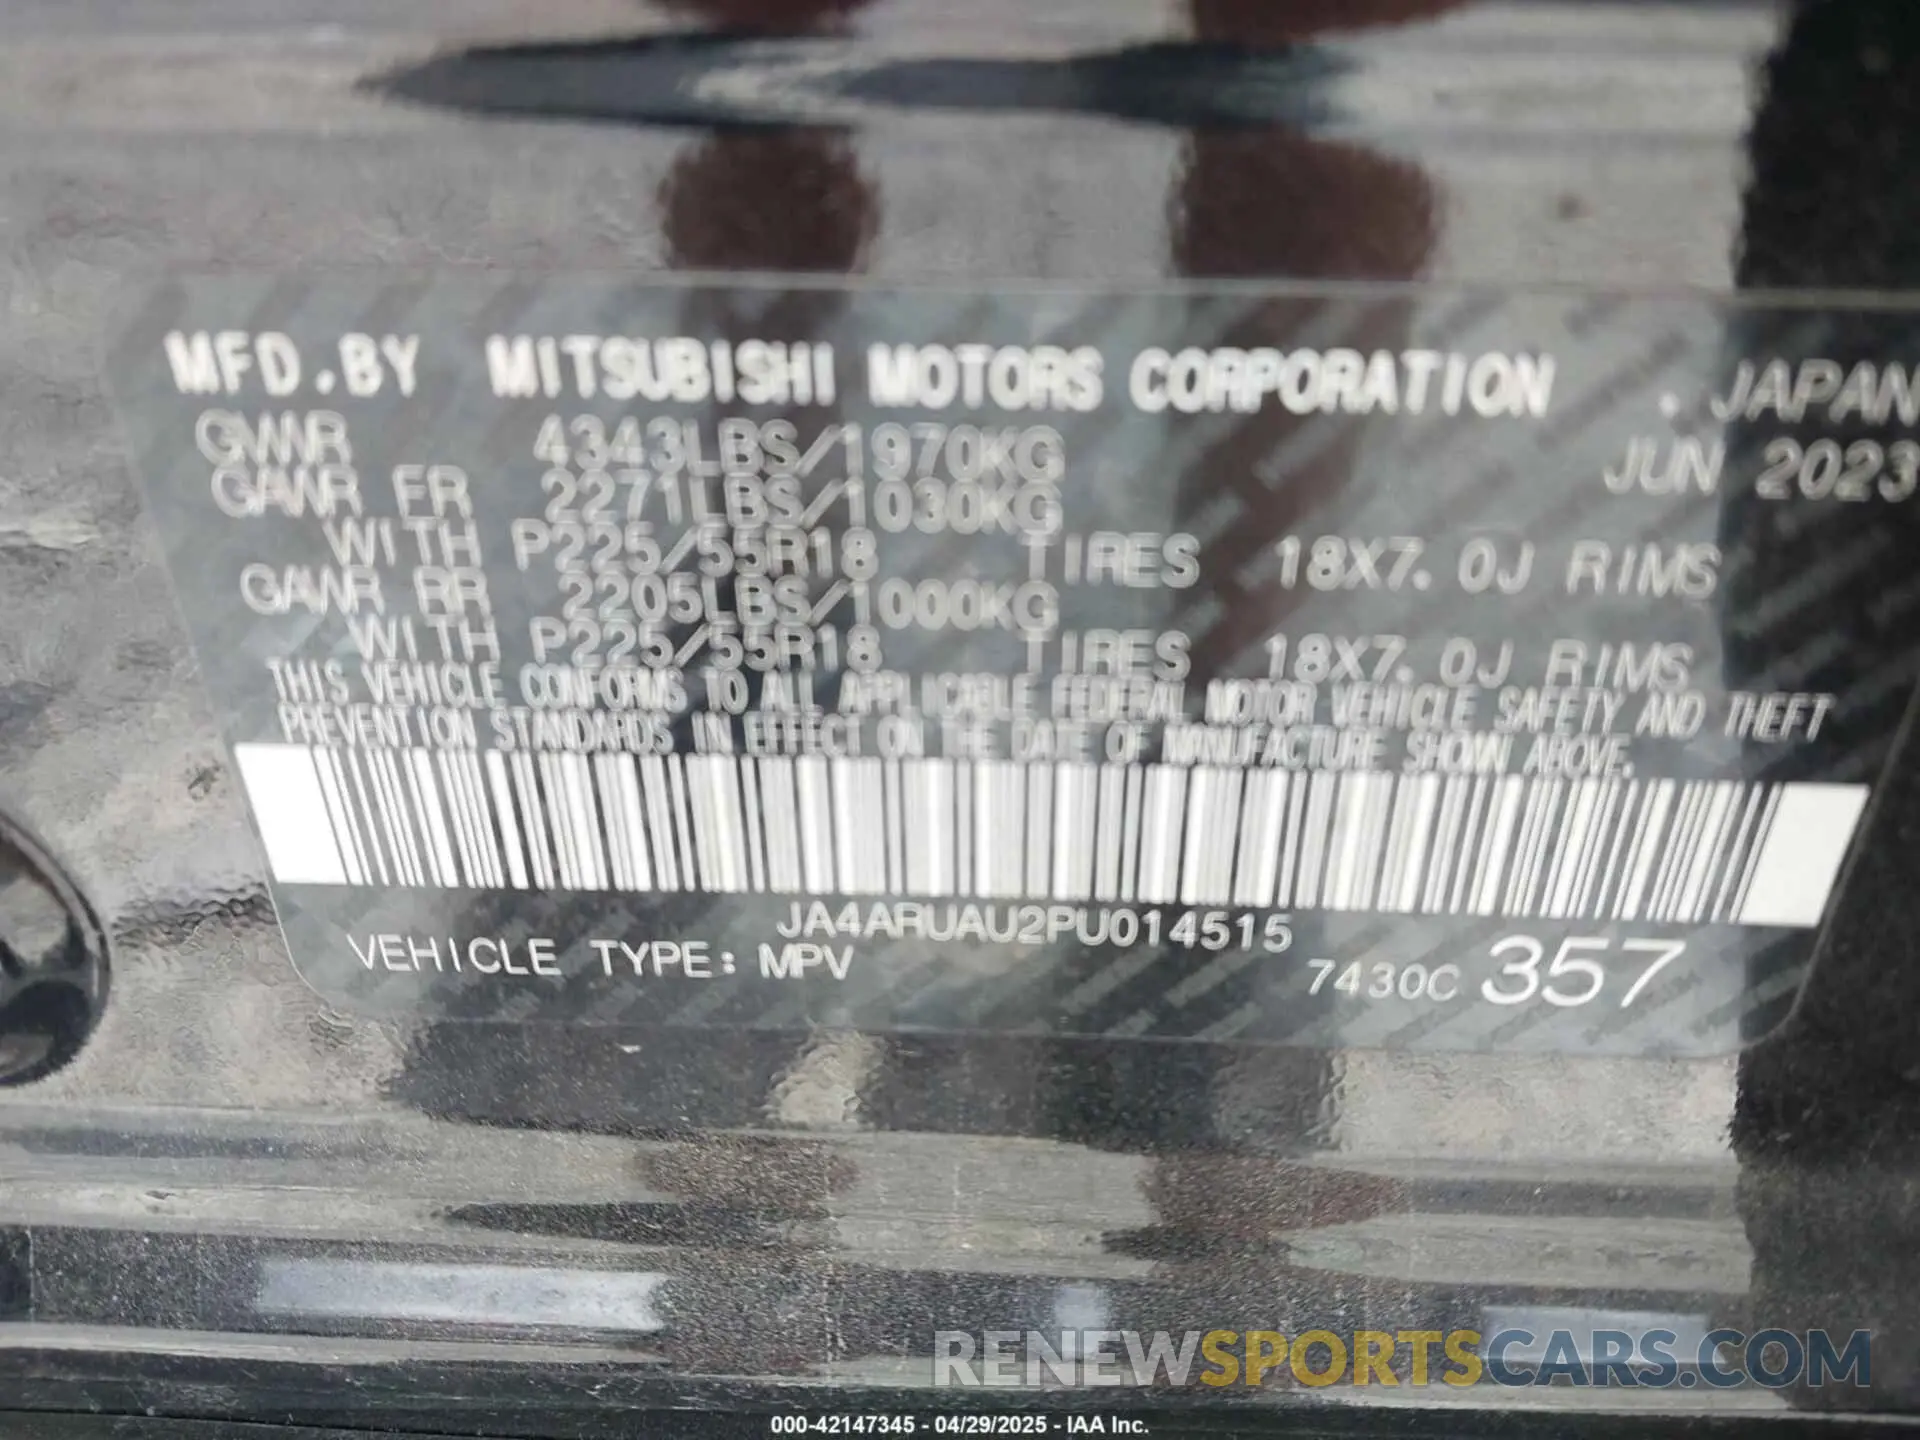 MFD.BY MITSUBISHI MOTORS CORPORATION . JAPAN
GVWR 4343LBS/1970KG JUN 2023
GAWR FR 2271LBS/1030KG
WITH P225/55R18 TIRES 18X7.0J RIMS
GAWR RR 2205LBS/1000KG
WITH P225/55R18 TIRES 18X7.0J RIMS
THIS VEHICLE CONFORMS TO ALL APPLICABLE FEDERAL MOTOR VEHICLE SAFETY AND THEFT
PREVENTION STANDARDS IN EFFECT ON THE DATE OF MANUFACTURE SHOWN ABOVE.
JA4ARUAU2PU014515
VEHICLE TYPE: MPV
7430C 357
RENEWSPORTSCARS.COM
000-42147345 - 04/29/2025 - IAA Inc.